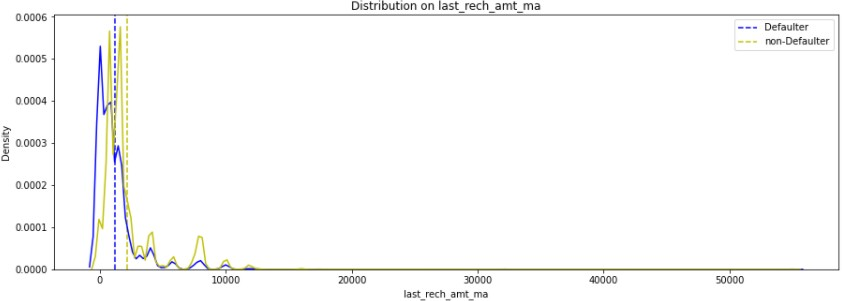 Distribution on last_rech_amt_ma
Defaulter
non-Defaulter
Density
0.0006
0.0005
0.0004
0.0003
0.0002
0.0001
0.0000
0 10000 20000 30000 40000 50000
last_rech_amt_ma